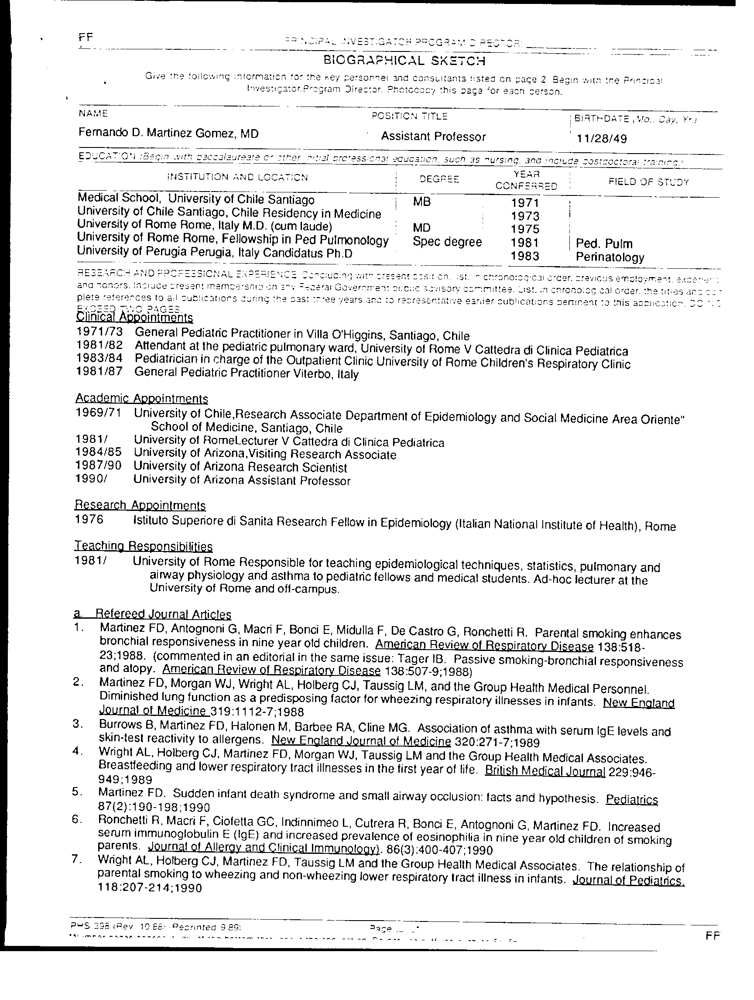 FF
PRINCIPAL INVESTIGATOR/PROGRAM DIRECTOR:
BIOGRAPHICAL SKETCH
Give the following information for the key personnel and consultants listed on page 2. Begin with the Principal
Investigator/Program Director. Photocopy this page for each person.
NAME POSITION TITLE BIRTHDATE (Mo., Day, Yr.)
Fernando D. Martinez Gomez, MD Assistant Professor 11/28/49
EDUCATION (Begin with baccalaureate or other initial professional education, such as nursing, and include postdoctoral training.)
INSTITUTION AND LOCATION DEGREE YEAR CONFERRED FIELD OF STUDY
Medical School, University of Chile Santiago MB 1971
University of Chile Santiago, Chile Residency in Medicine 1973
University of Rome Rome, Italy M.D. (cum laude) MD 1975
University of Rome Rome, Fellowship in Ped Pulmonology Spec degree 1981 Ped. Pulm
University of Perugia Perugia, Italy Candidatus Ph.D 1983 Perinatology
RESEARCH AND PROFESSIONAL EXPERIENCE: Concluding with present position, list, in chronological order, previous employment, experience,
and honors. Include present membership on any Federal Government public advisory committee. List, in chronological order, the titles and com-
plete references to all publications during the past three years and to representative earlier publications pertinent to this application. DO NOT
EXCEED TWO PAGES.
Clinical Appointments
1971/73 General Pediatric Practitioner in Villa O'Higgins, Santiago, Chile
1981/82 Attendant at the pediatric pulmonary ward, University of Rome V Cattedra di Clinica Pediatrica
1983/84 Pediatrician in charge of the Outpatient Clinic University of Rome Children's Respiratory Clinic
1981/87 General Pediatric Practitioner Viterbo, Italy
Academic Appointments
1969/71 University of Chile,Research Associate Department of Epidemiology and Social Medicine Area Oriente"
School of Medicine, Santiago, Chile
1981/ University of RomeLecturer V Cattedra di Clinica Pediatrica
1984/85 University of Arizona,Visiting Research Associate
1987/90 University of Arizona Research Scientist
1990/ University of Arizona Assistant Professor
Research Appointments
1976 Istituto Superiore di Sanita Research Fellow in Epidemiology (Italian National Institute of Health), Rome
Teaching Responsibilities
1981/ University of Rome Responsible for teaching epidemiological techniques, statistics, pulmonary and
airway physiology and asthma to pediatric fellows and medical students. Ad-hoc lecturer at the
University of Rome and off-campus.
a. Refereed Journal Articles
1. Martinez FD, Antognoni G, Macri F, Bonci E, Midulla F, De Castro G, Ronchetti R. Parental smoking enhances
bronchial responsiveness in nine year old children. American Review of Respiratory Disease 138:518-
23;1988. (commented in an editorial in the same issue: Tager IB. Passive smoking-bronchial responsiveness
and atopy. American Review of Respiratory Disease 138:507-9;1988)
2. Martinez FD, Morgan WJ, Wright AL, Holberg CJ, Taussig LM, and the Group Health Medical Personnel.
Diminished lung function as a predisposing factor for wheezing respiratory illnesses in infants. New England
Journal of Medicine 319:1112-7;1988
3. Burrows B, Martinez FD, Halonen M, Barbee RA, Cline MG. Association of asthma with serum IgE levels and
skin-test reactivity to allergens. New England Journal of Medicine 320:271-7;1989
4. Wright AL, Holberg CJ, Martinez FD, Morgan WJ, Taussig LM and the Group Health Medical Associates.
Breastfeeding and lower respiratory tract illnesses in the first year of life. British Medical Journal 229:946-
949;1989
5. Martinez FD. Sudden infant death syndrome and small airway occlusion: facts and hypothesis. Pediatrics
87(2):190-198;1990
6. Ronchetti R, Macri F, Ciofetta GC, Indinnimeo L, Cutrera R, Bonci E, Antognoni G, Martinez FD. Increased
serum immunoglobulin E (IgE) and increased prevalence of eosinophilia in nine year old children of smoking
parents. Journal of Allergy and Clinical Immunology). 86(3):400-407;1990
7. Wright AL, Holberg CJ, Martinez FD, Taussig LM and the Group Health Medical Associates. The relationship of
parental smoking to wheezing and non-wheezing lower respiratory tract illness in infants. Journal of Pediatrics.
118:207-214;1990
PHS 398 (Rev. 10/88) Reprinted 9/89) Page
FF